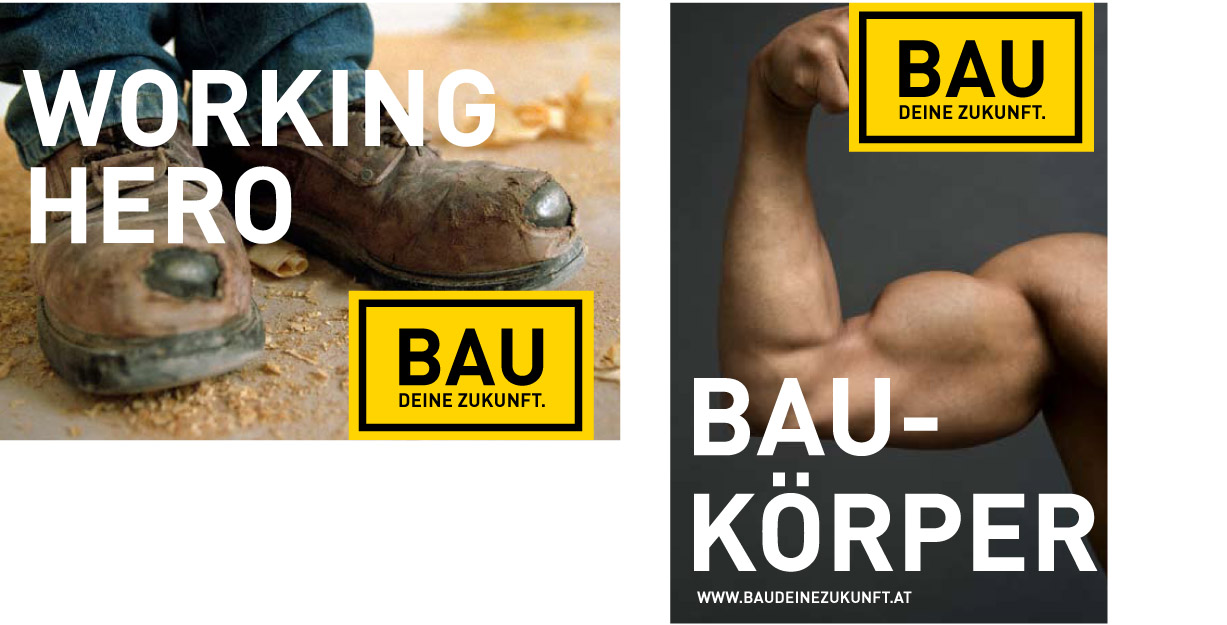 WORKING
HERO
BAU
DEINE ZUKUNFT.
BAU
DEINE ZUKUNFT.
BAU-
KÖRPER
WWW.BAUDEINEZUKUNFT.AT